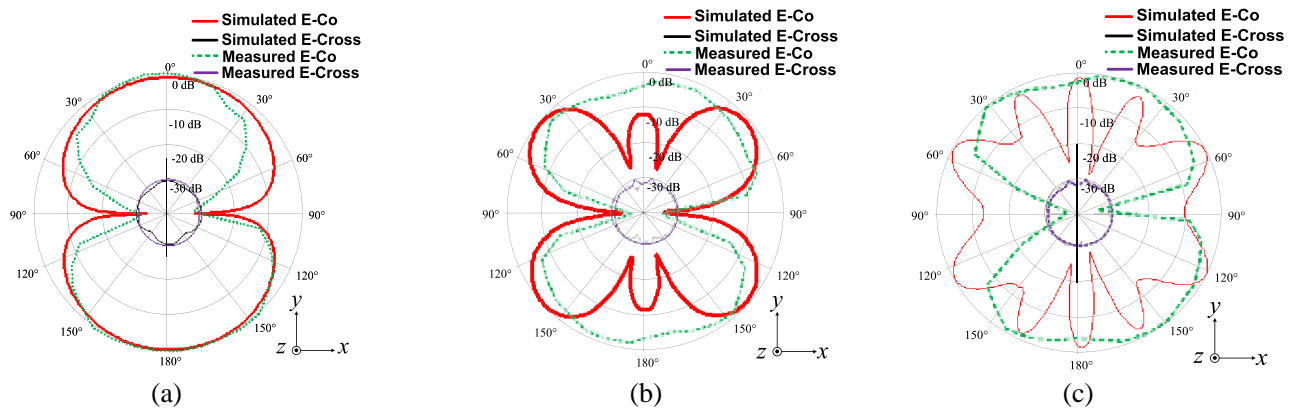 Simulated E-Co
Simulated E-Cross
Measured E-Co
Measured E-Cross
0°
0 dB
30°
30°
-10 dB
60°
60°
-20 dB
-30 dB
90°
90°
120°
120°
150°
150°
180°
y
z
x
(a)
Simulated E-Co
Simulated E-Cross
Measured E-Co
Measured E-Cross
0°
-0 dB
30°
30°
-10 dB
60°
60°
-20 dB
-30 dB
90°
90°
120°
120°
150°
150°
180°
y
z
x
(b)
Simulated E-Co
Simulated E-Cross
Measured E-Co
Measured E-Cross
0°
-0 dB
30°
30°
-10 dB
60°
60°
-20 dB
-30 dB
90°
90°
120°
120°
150°
150°
180°
y
z
x
(c)